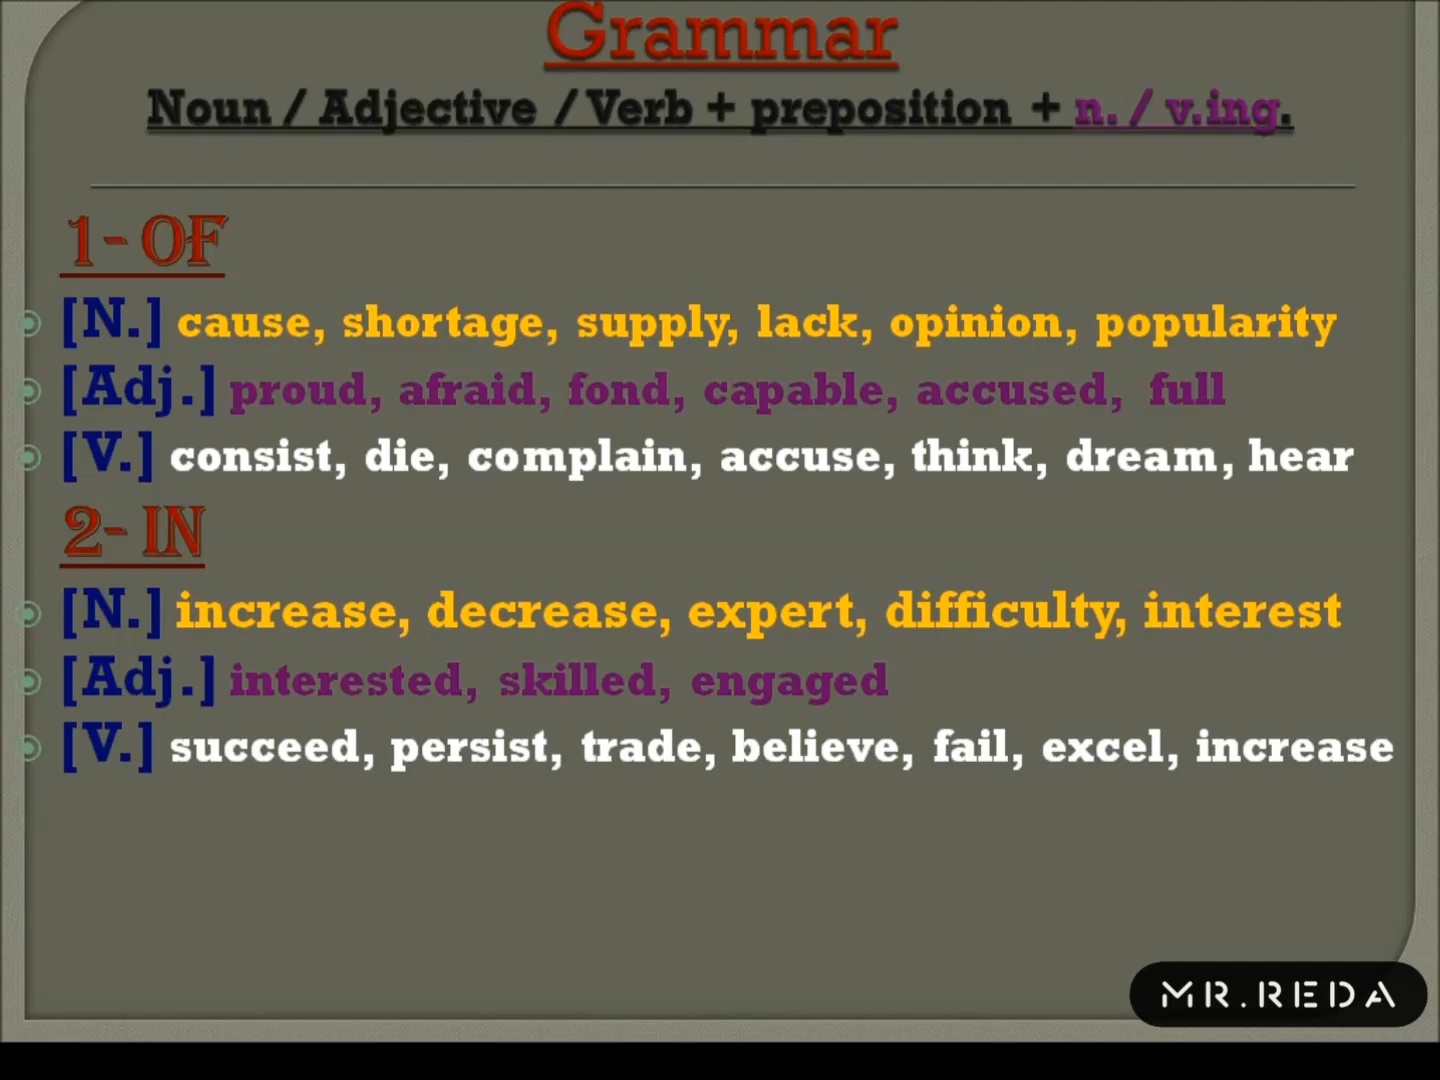 Grammar
Noun / Adjective / Verb + preposition + n. / v.ing.
1- OF
[N.] cause, shortage, supply, lack, opinion, popularity
[Adj.] proud, afraid, fond, capable, accused, full
[V.] consist, die, complain, accuse, think, dream, hear
2- IN
[N.] increase, decrease, expert, difficulty, interest
[Adj.] interested, skilled, engaged
[V.] succeed, persist, trade, believe, fail, excel, increase
MR.REDA